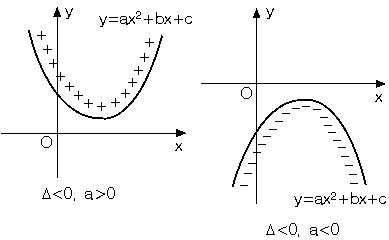 y
y=ax²+bx+c
O
x
Δ<0, a>0
y
O
x
y=ax²+bx+c
Δ<0, a<0